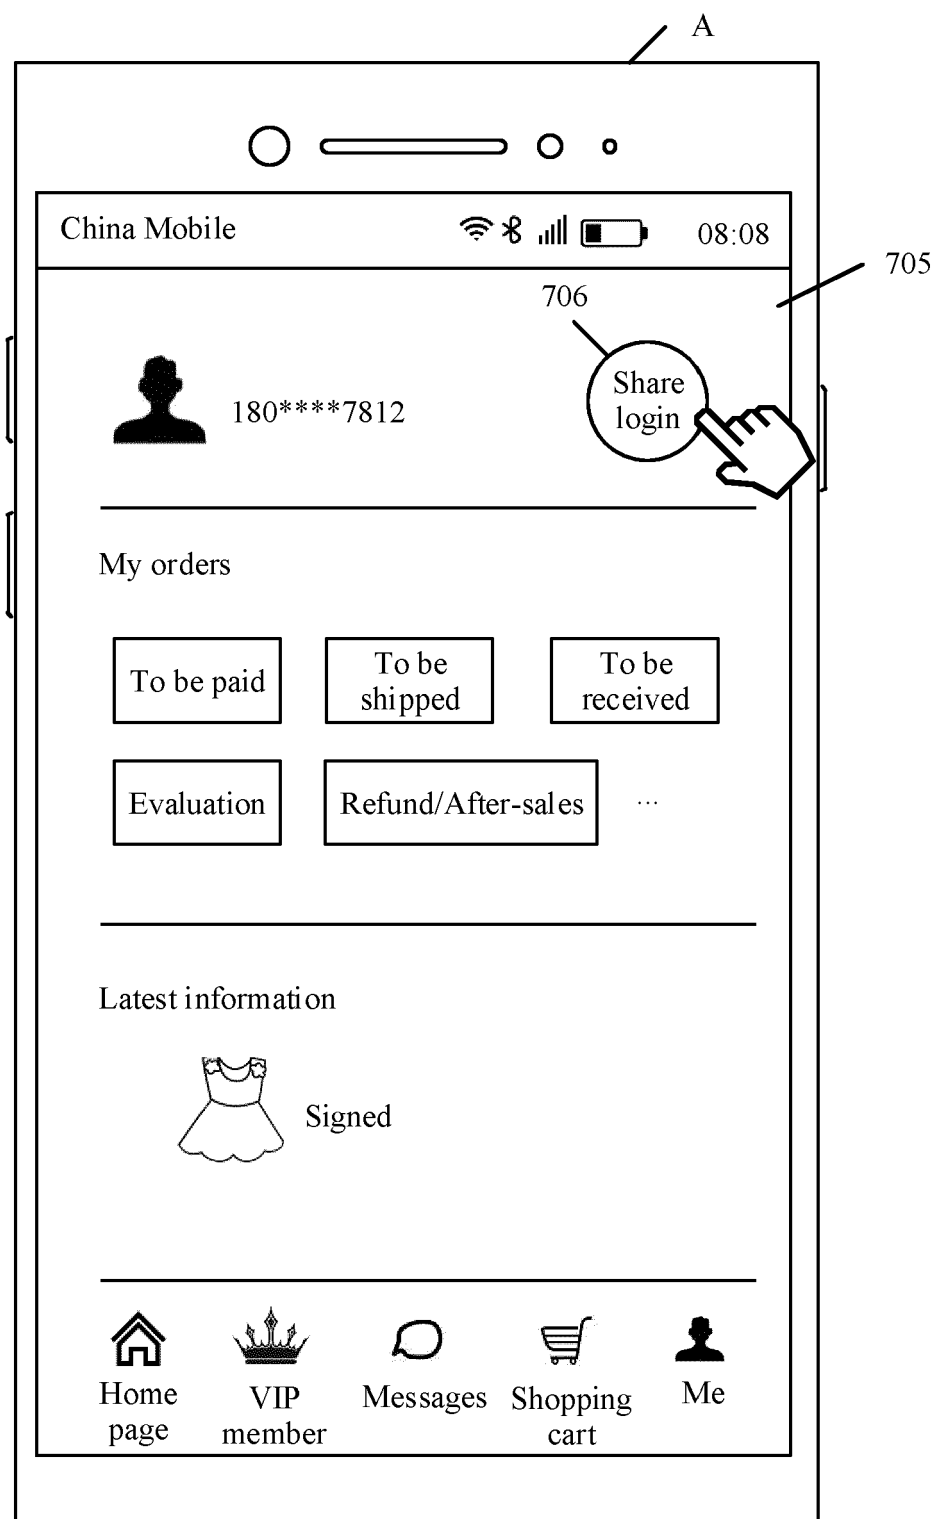 A
China Mobile
08:08
705
706
Share
login
180****7812
My orders
To be paid
To be
shipped
To be
received
Evaluation
Refund/After-sales
...
Latest information
Signed
Home
page
VIP
member
Messages
Shopping
cart
Me